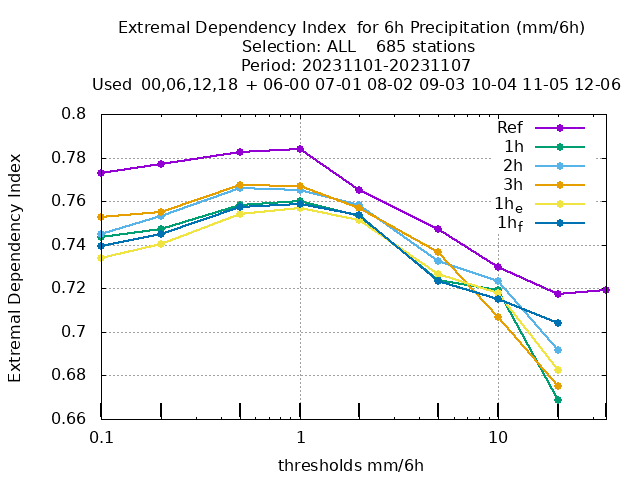 Extremal Dependency Index  for 6h Precipitation (mm/6h)
Selection: ALL    685 stations
Period: 20231101-20231107
Used  00,06,12,18  + 06-00 07-01 08-02 09-03 10-04 11-05 12-06
Extremal Dependency Index
0.8
0.78
0.76
0.74
0.72
0.7
0.68
0.66
Ref
1h
2h
3h
1he
1hf
0.1
1
10
thresholds mm/6h